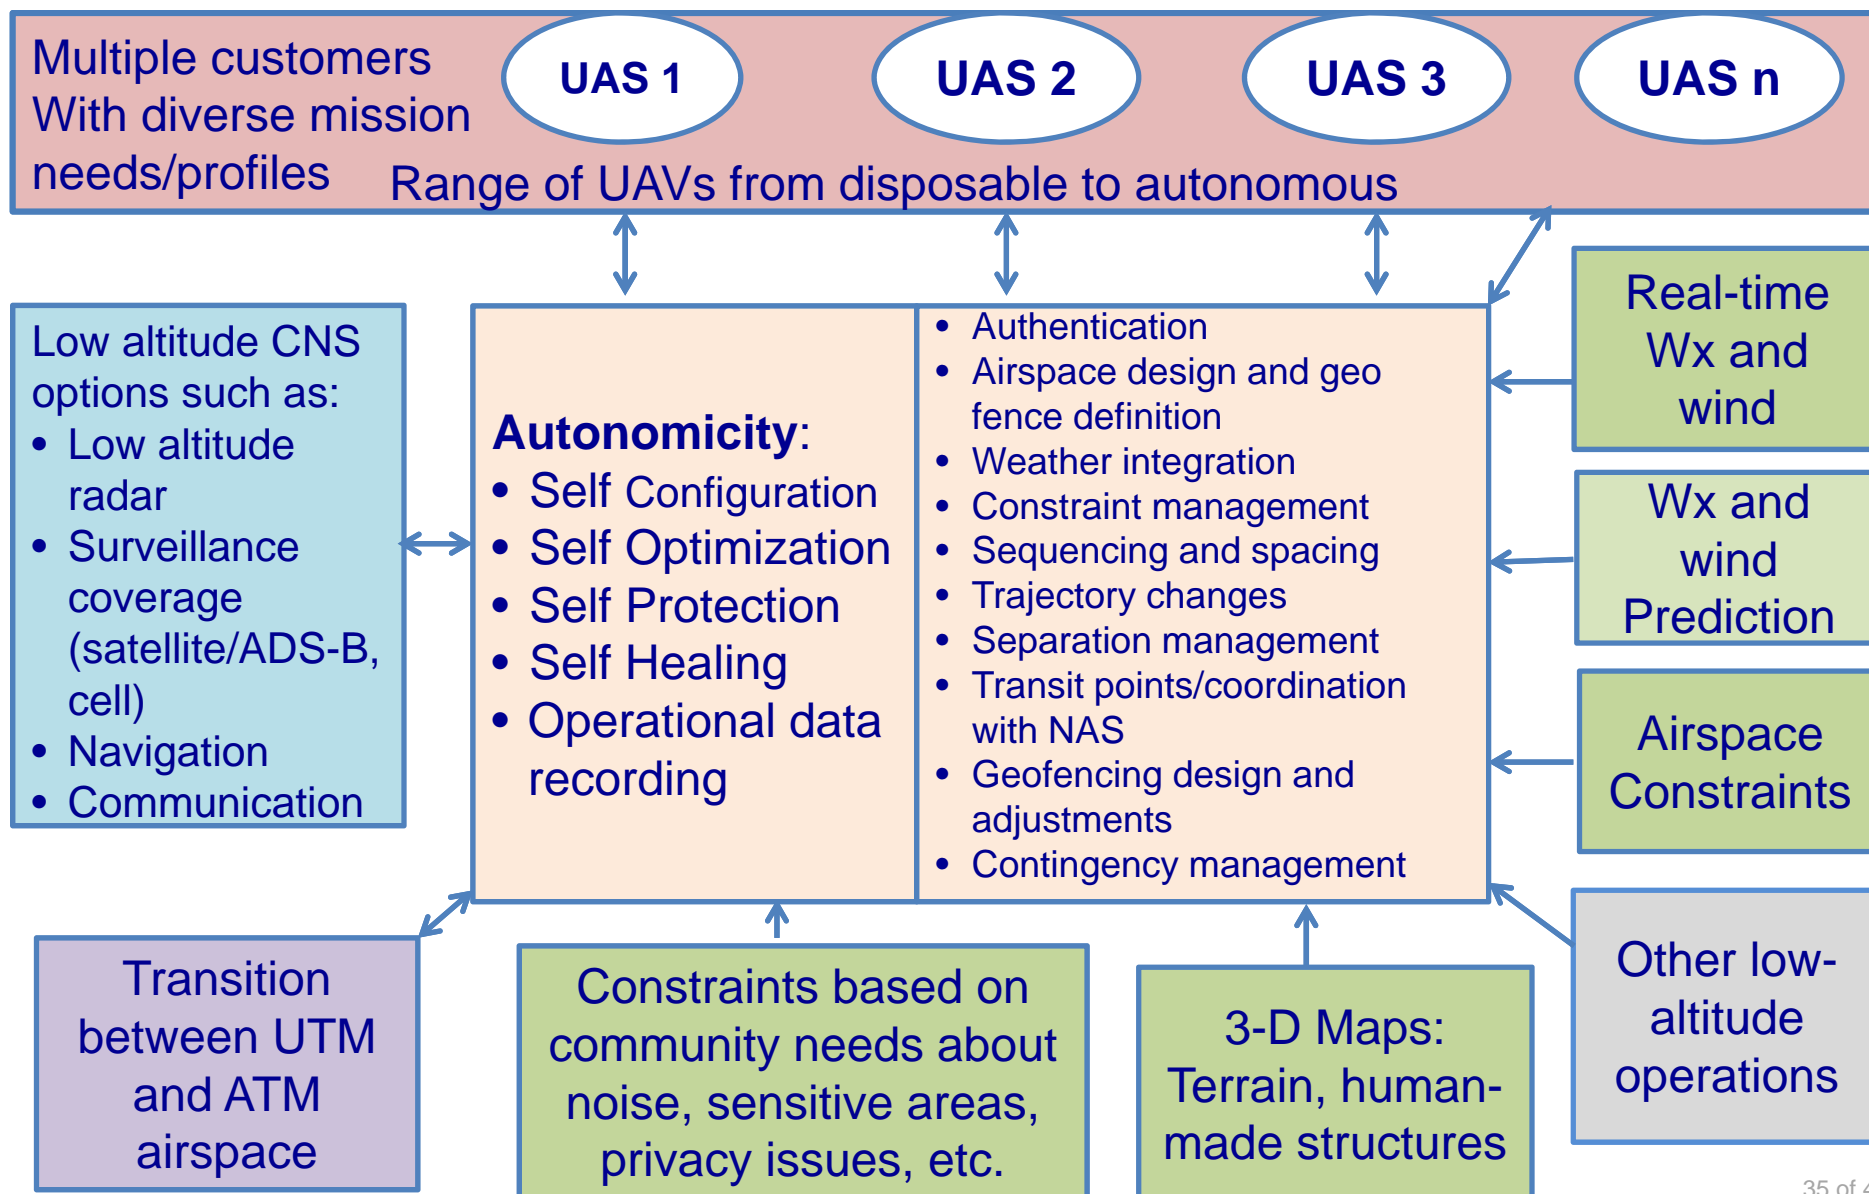 Multiple customers
With diverse mission
needs/profiles
UAS 1
UAS 2
UAS 3
UAS n
Range of UAVs from disposable to autonomous
Low altitude CNS
options such as:
• Low altitude
radar
• Surveillance
coverage
(satellite/ADS-B,
cell)
• Navigation
• Communication
Autonomicity:
• Self Configuration
• Self Optimization
• Self Protection
• Self Healing
• Operational data
recording
• Authentication
• Airspace design and geo
fence definition
• Weather integration
• Constraint management
• Sequencing and spacing
• Trajectory changes
• Separation management
• Transit points/coordination
with NAS
• Geofencing design and
adjustments
• Contingency management
Real-time
Wx and
wind
Wx and
wind
Prediction
Airspace
Constraints
Other low-
altitude
operations
Transition
between UTM
and ATM
airspace
Constraints based on
community needs about
noise, sensitive areas,
privacy issues, etc.
3-D Maps:
Terrain, human-
made structures
35 of